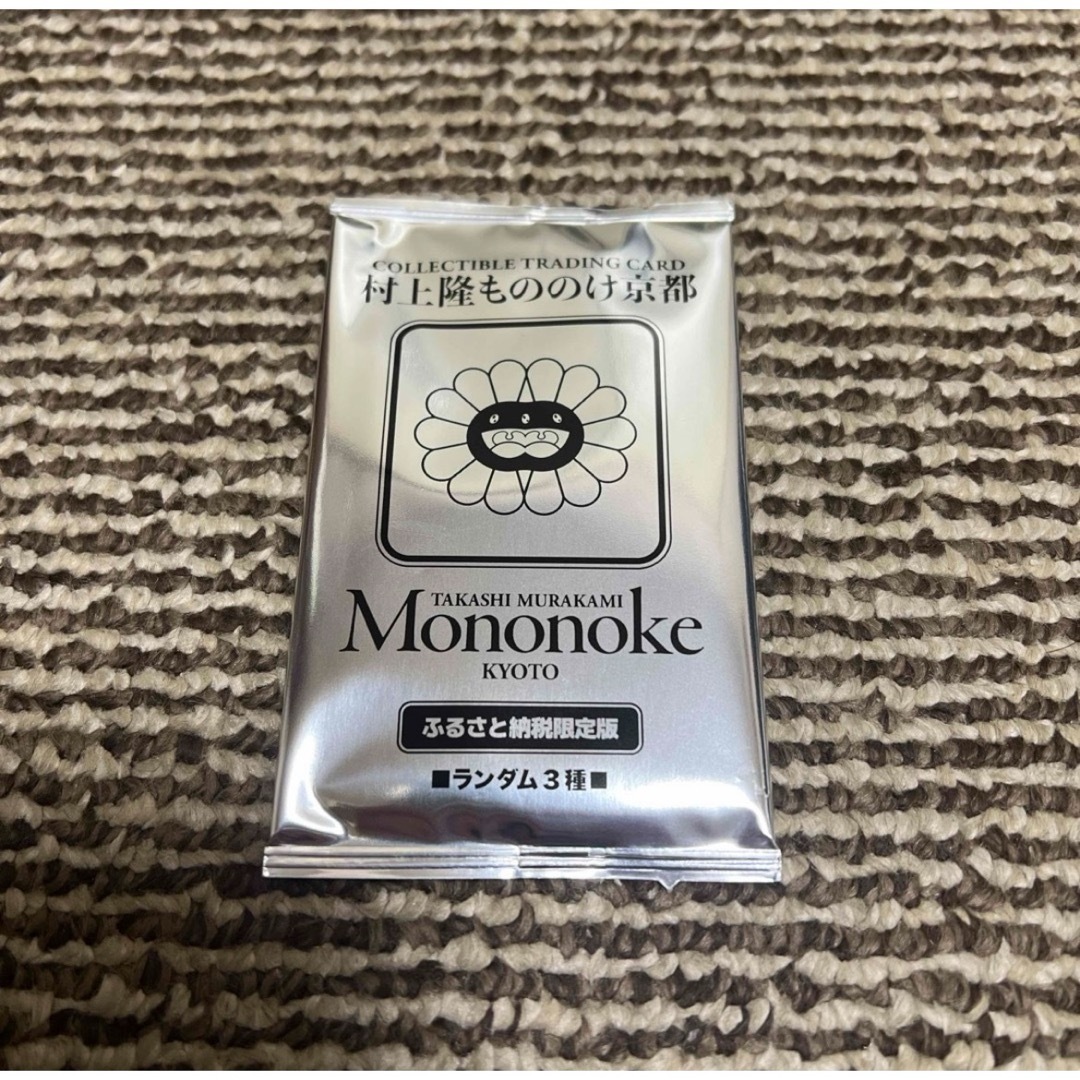 COLLECTIBLE TRADING CARD
村上隆もののけ京都
TAKASHI MURAKAMI
Mononoke
KYOTO
ふるさと納税限定版
■ランダム3種■